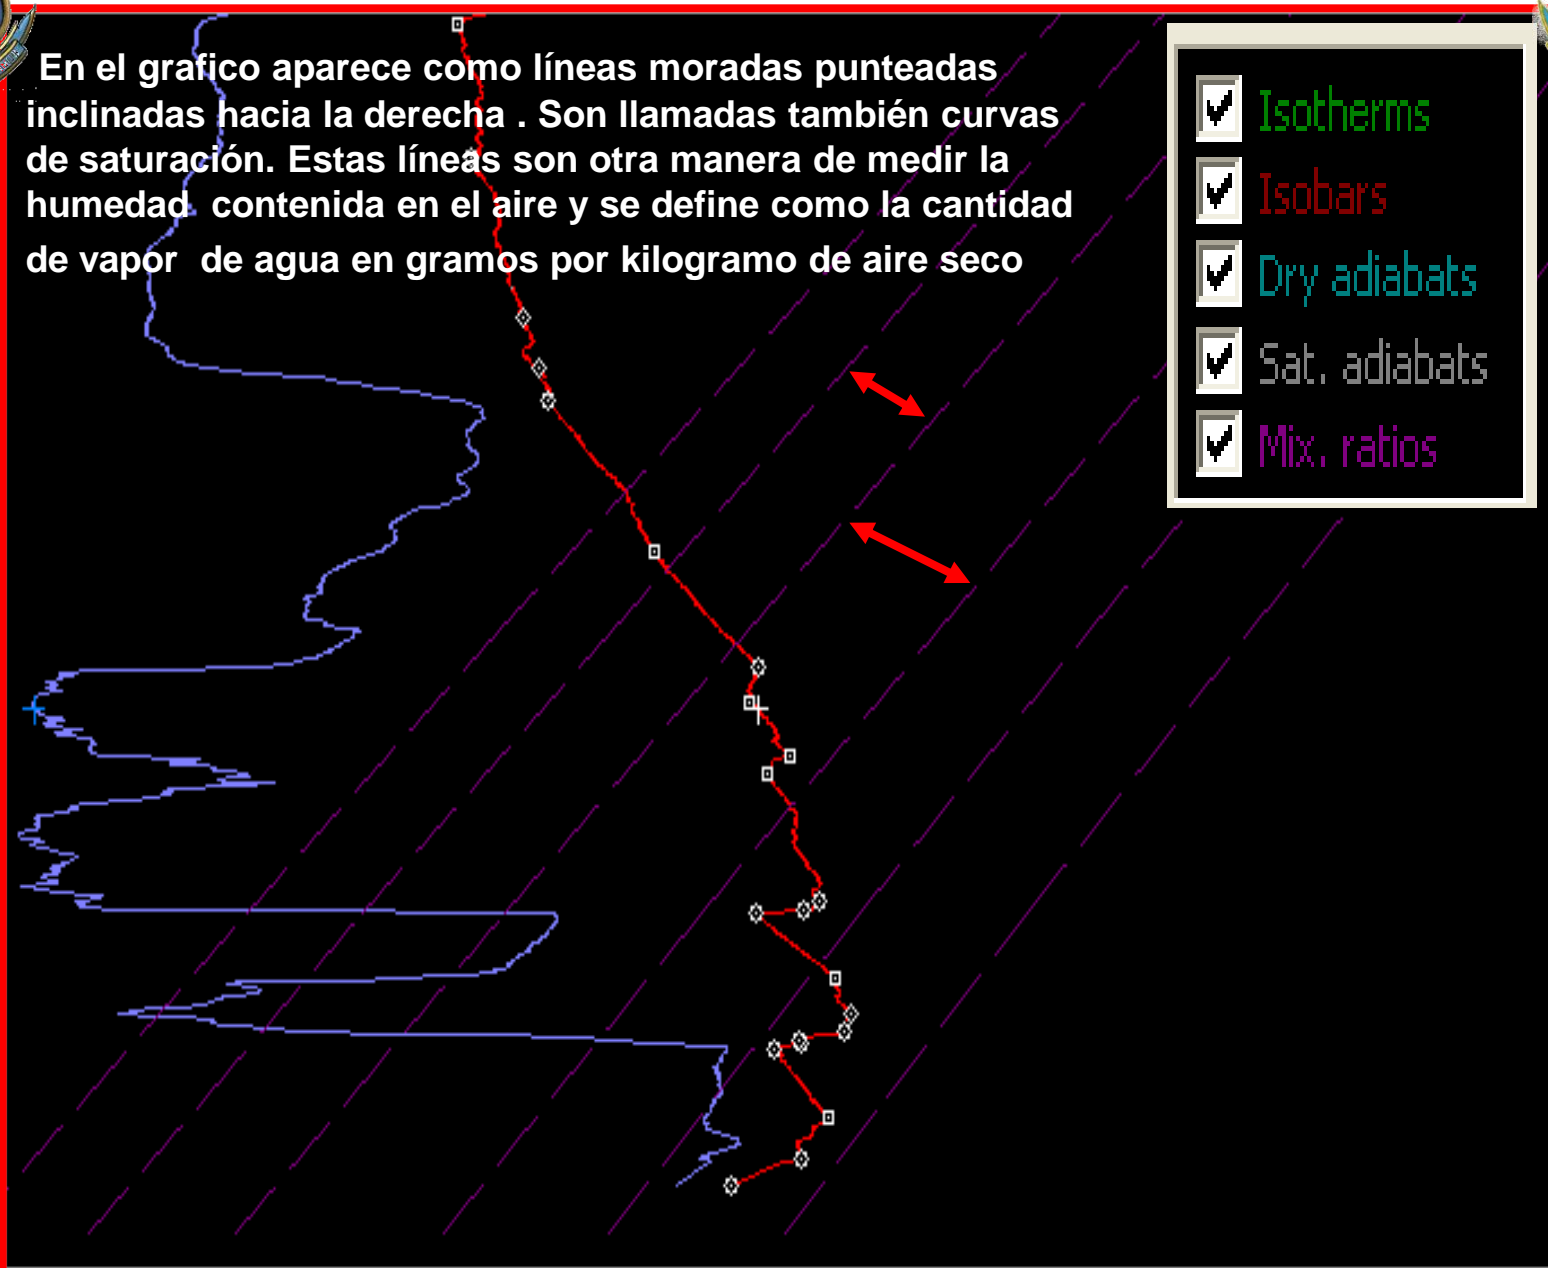 En el grafico aparece como líneas moradas punteadas
inclinadas hacia la derecha . Son llamadas también curvas
de saturación. Estas líneas son otra manera de medir la
humedad contenida en el aire y se define como la cantidad
de vapor de agua en gramos por kilogramo de aire seco
Isotherms
Isobars
Dry adiabats
Sat. adiabats
Mix. ratios